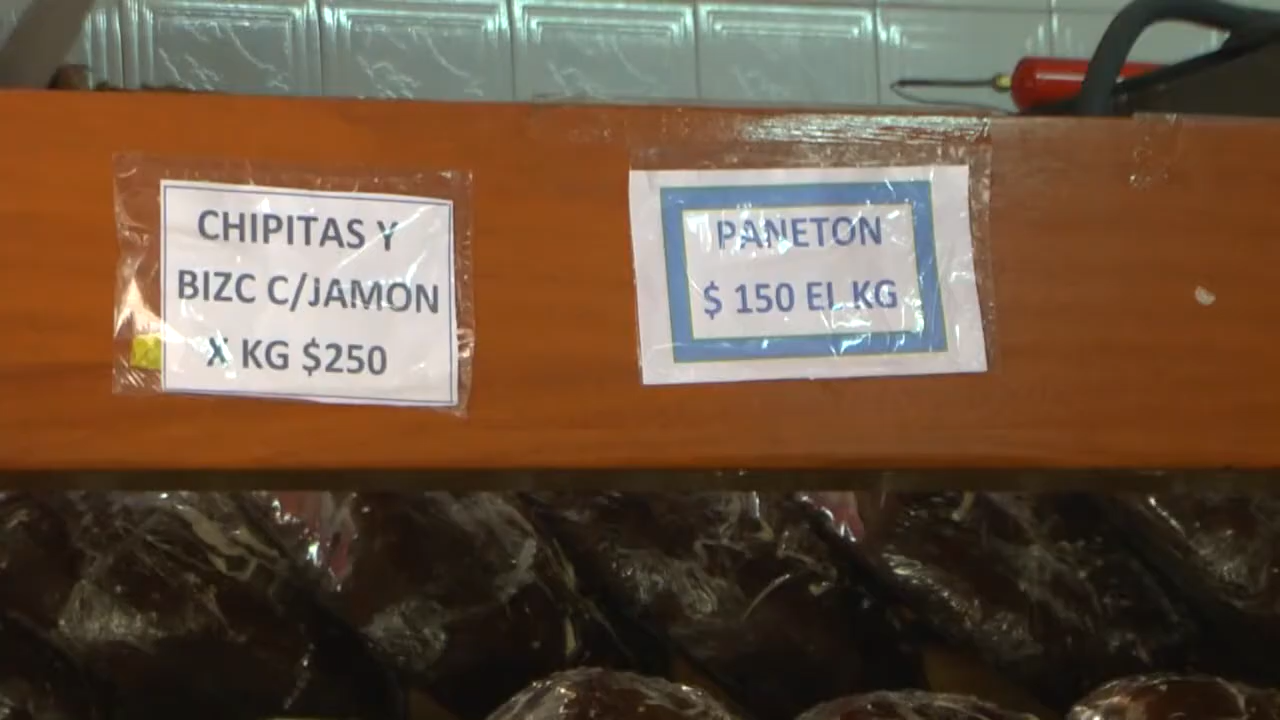 CHIPITAS Y
BIZC C/JAMON
X KG $250
PANETON
$ 150 EL KG